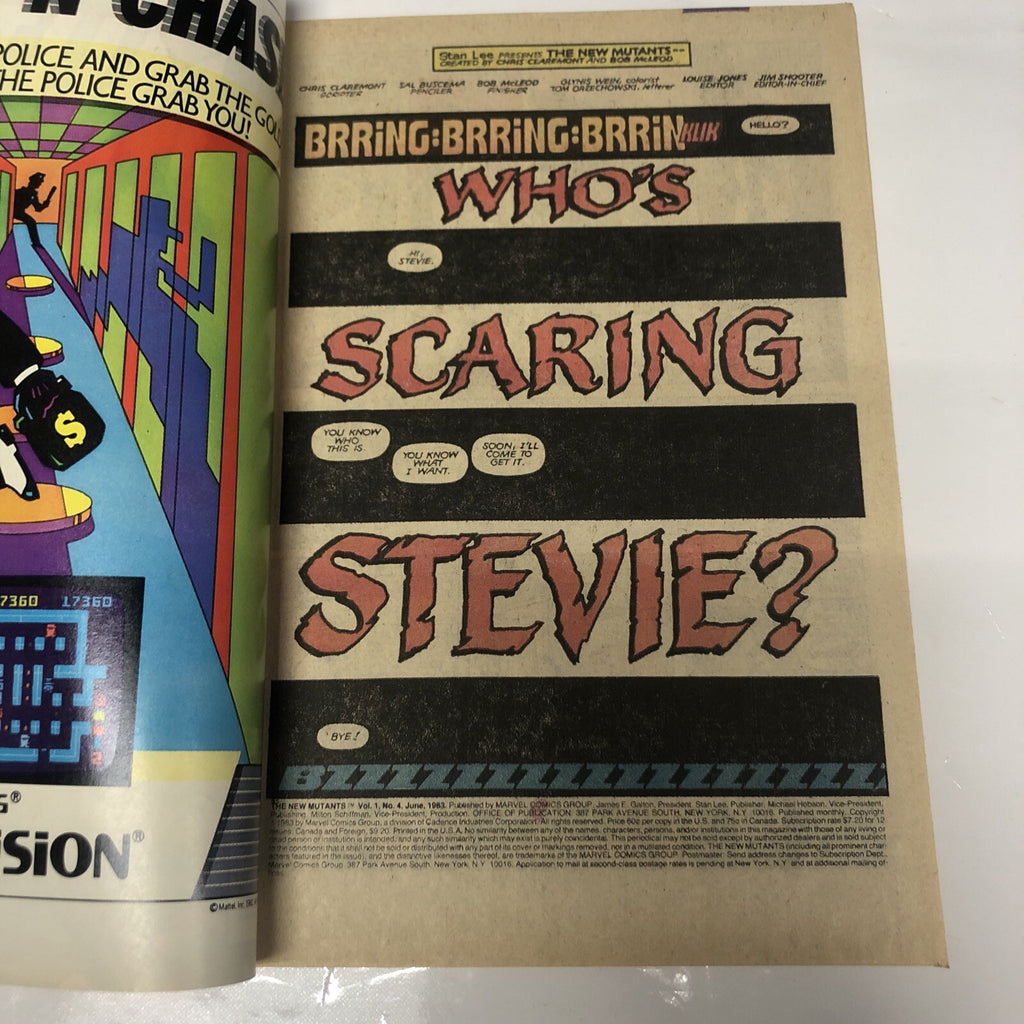 'N CHAS
POLICE AND GRAB THE GOL
THE POLICE GRAB YOU!
$
7360 17360
®
ISiON®
© Mattel, Inc.
Stan Lee PRESENTS THE NEW MUTANTS--
CREATED BY CHRIS CLAREMONT AND BOB McLEOD
CHRIS CLAREMONT SCRIPTER
SAL BUSCEMA PENCILER
BOB McLEOD FINISHER
GLYNIS WEIN, colorist
TOM ORZECHOWSKI, letterer
LOUISE JONES EDITOR
JIM SHOOTER EDITOR-IN-CHIEF
BRRiNG:BRRiNG:BRRiN KLIK
HELLO?
WHO'S
HI, STEVIE.
SCARING
YOU KNOW
WHO
THIS IS.
YOU KNOW
WHAT
I WANT.
SOON, I'LL
COME TO
GET IT.
STEVIE?
BYE!
BZZZZZZZZZZZZZZZZZZ
THE NEW MUTANTS™ Vol. 1, No. 4, June, 1983. Published by MARVEL COMICS GROUP, James E. Galton, President. Stan Lee, Publisher. Michael Hobson, Vice-President,
Publishing. Milton Schiffman, Vice-President, Production. OFFICE OF PUBLICATION: 387 PARK AVENUE SOUTH, NEW YORK, N.Y. 10016. Published monthly. Copyright
©1983 by Marvel Comics Group, a division of Cadence Industries Corporation. All rights reserved. Price 60¢ per copy in the U.S. and 75¢ in Canada. Subscription rate $7.20 for 12
issues. Canada and Foreign, $9.20. Printed in the U.S.A. No similarity between any of the names, characters, persons, and/or institutions in this magazine with those of any living or
dead person or institution is intended, and any such similarity which may exist is purely coincidental. This periodical may not be sold except by authorized dealers and is sold subject
to the conditions that it shall not be sold or distributed with any part of its cover or markings removed, nor in a mutilated condition. THE NEW MUTANTS (including all prominent char-
acters featured in the issue), and the distinctive likenesses thereof, are trademarks of the MARVEL COMICS GROUP. Postmaster: Send address changes to Subscription Dept.,
Marvel Comics Group, 387 Park Avenue South, New York, N.Y. 10016. Application to mail at second-class postage rates is pending at New York, N.Y. and at additional mailing of-